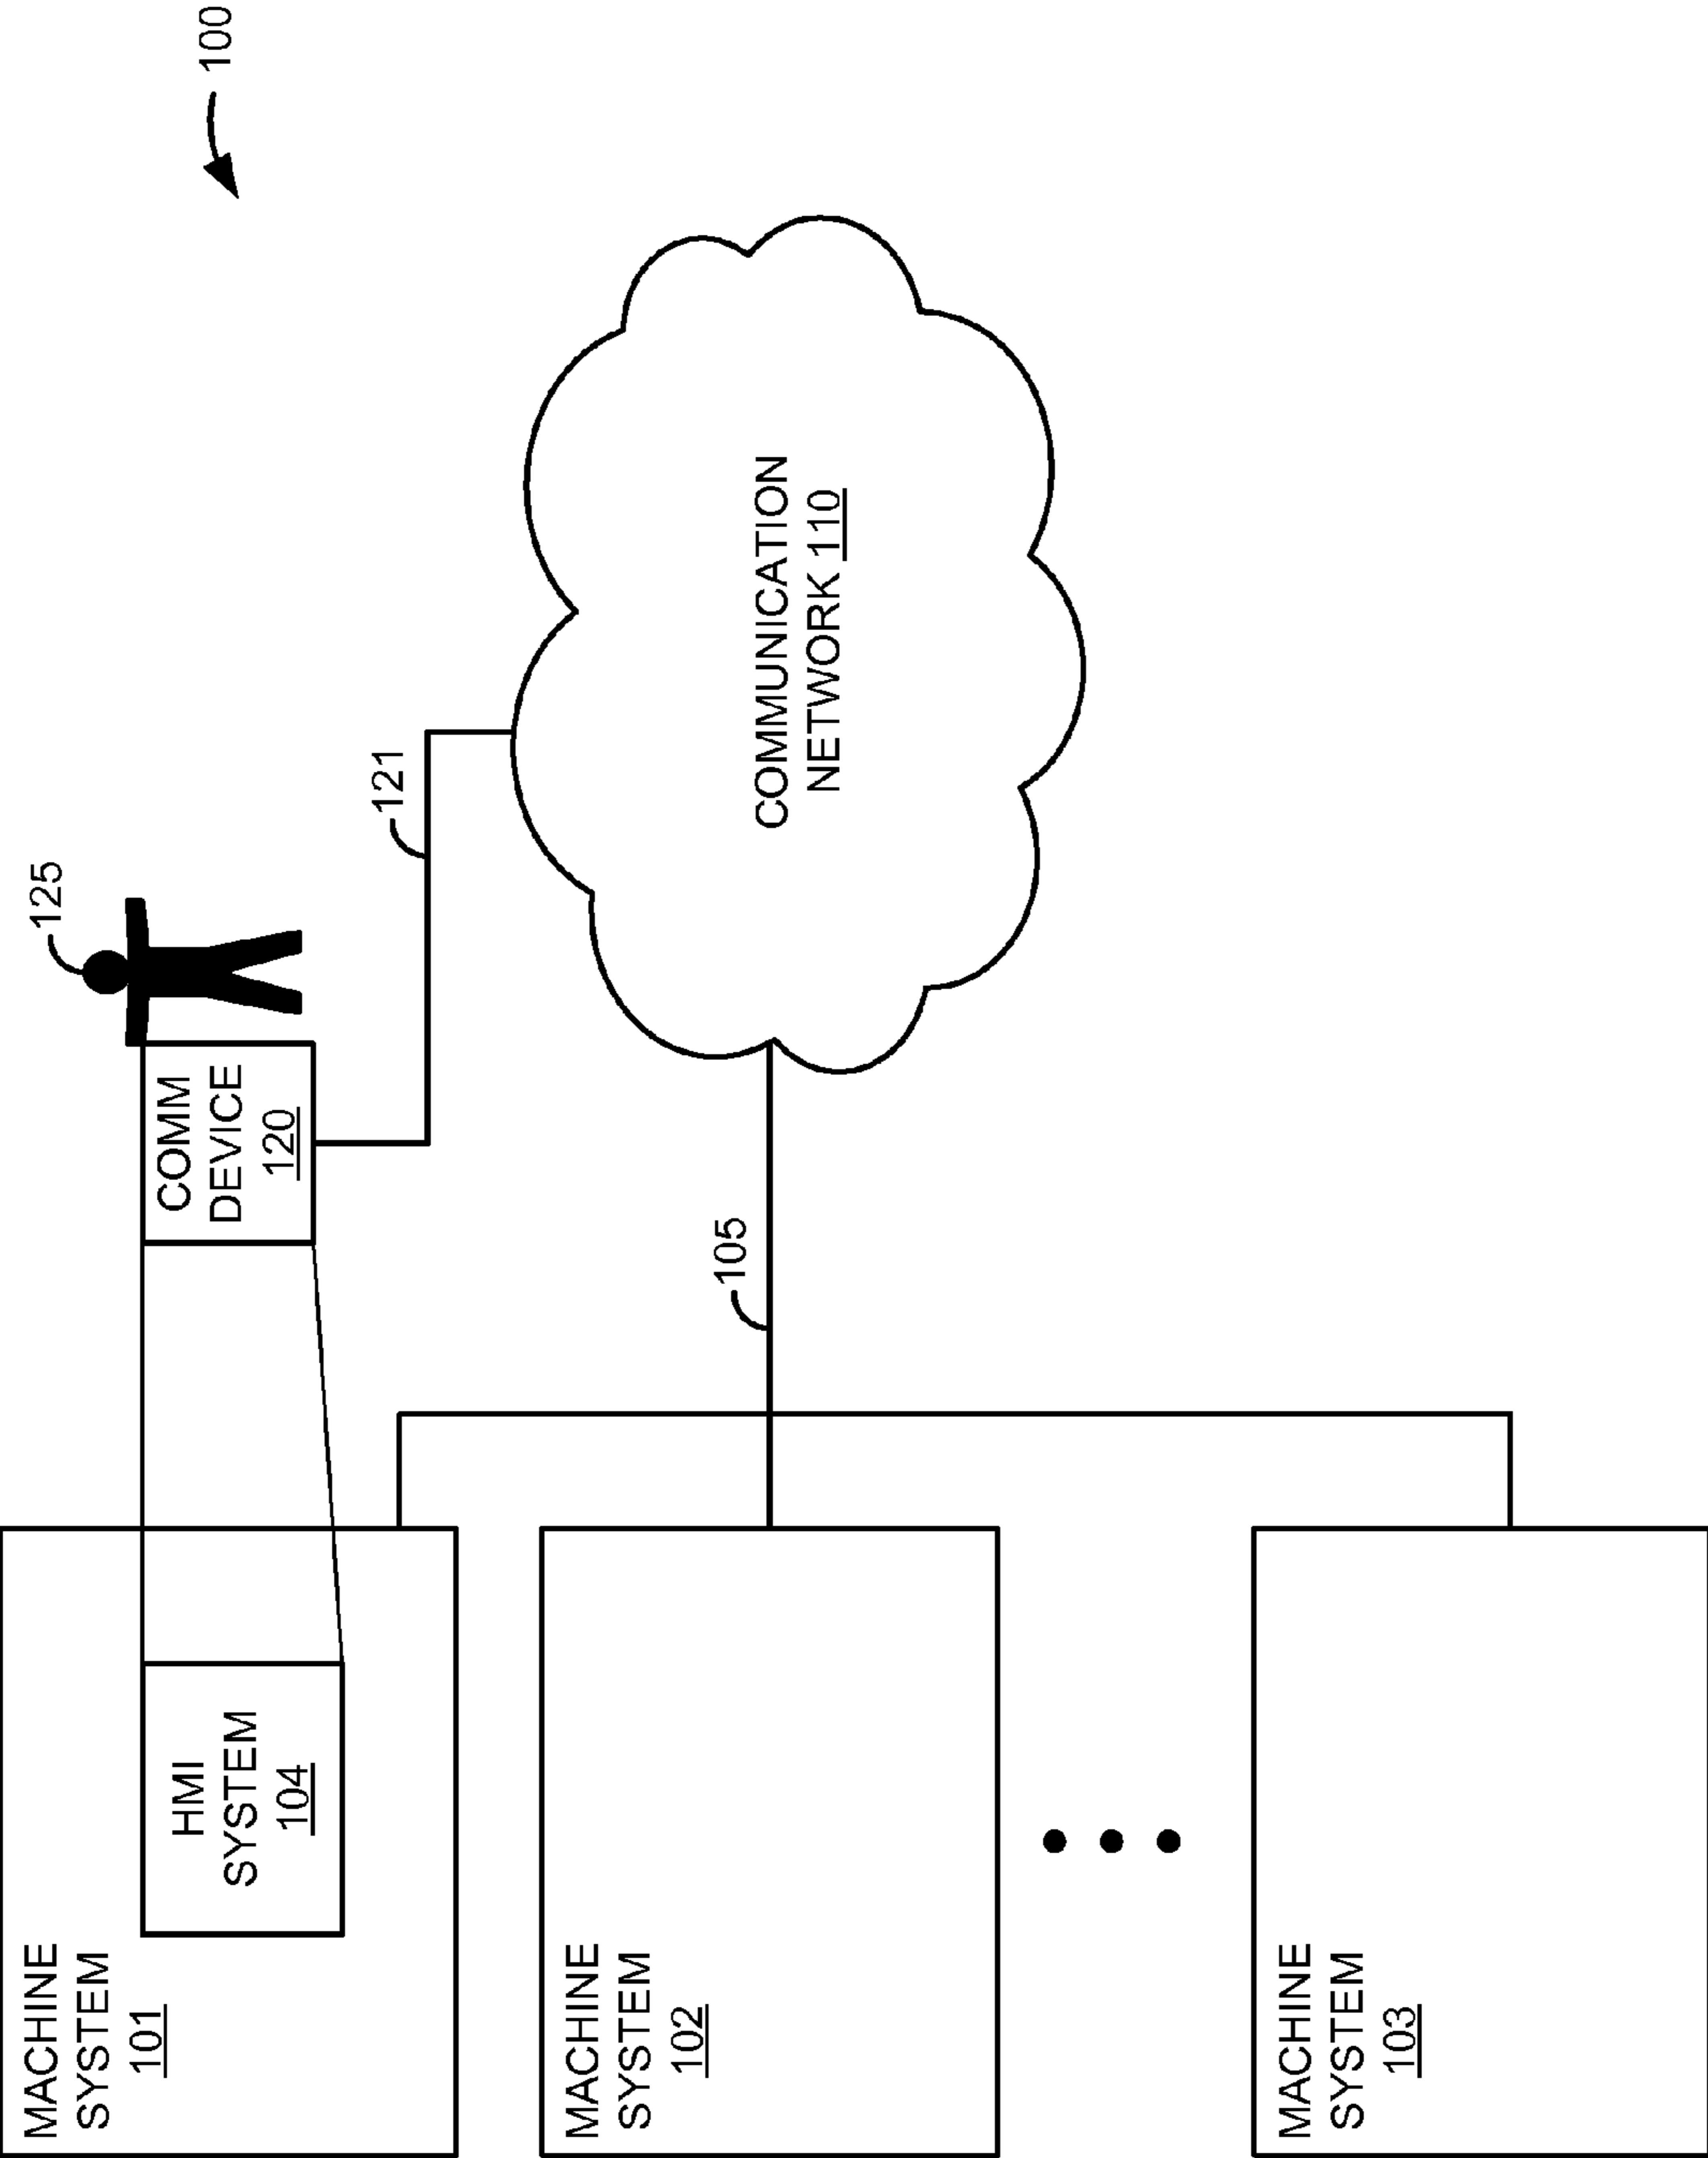 100
MACHINE
SYSTEM
101
HMI
SYSTEM
104
COMM
DEVICE
120
125
121
MACHINE
SYSTEM
102
105
COMMUNICATION
NETWORK 110
MACHINE
SYSTEM
103